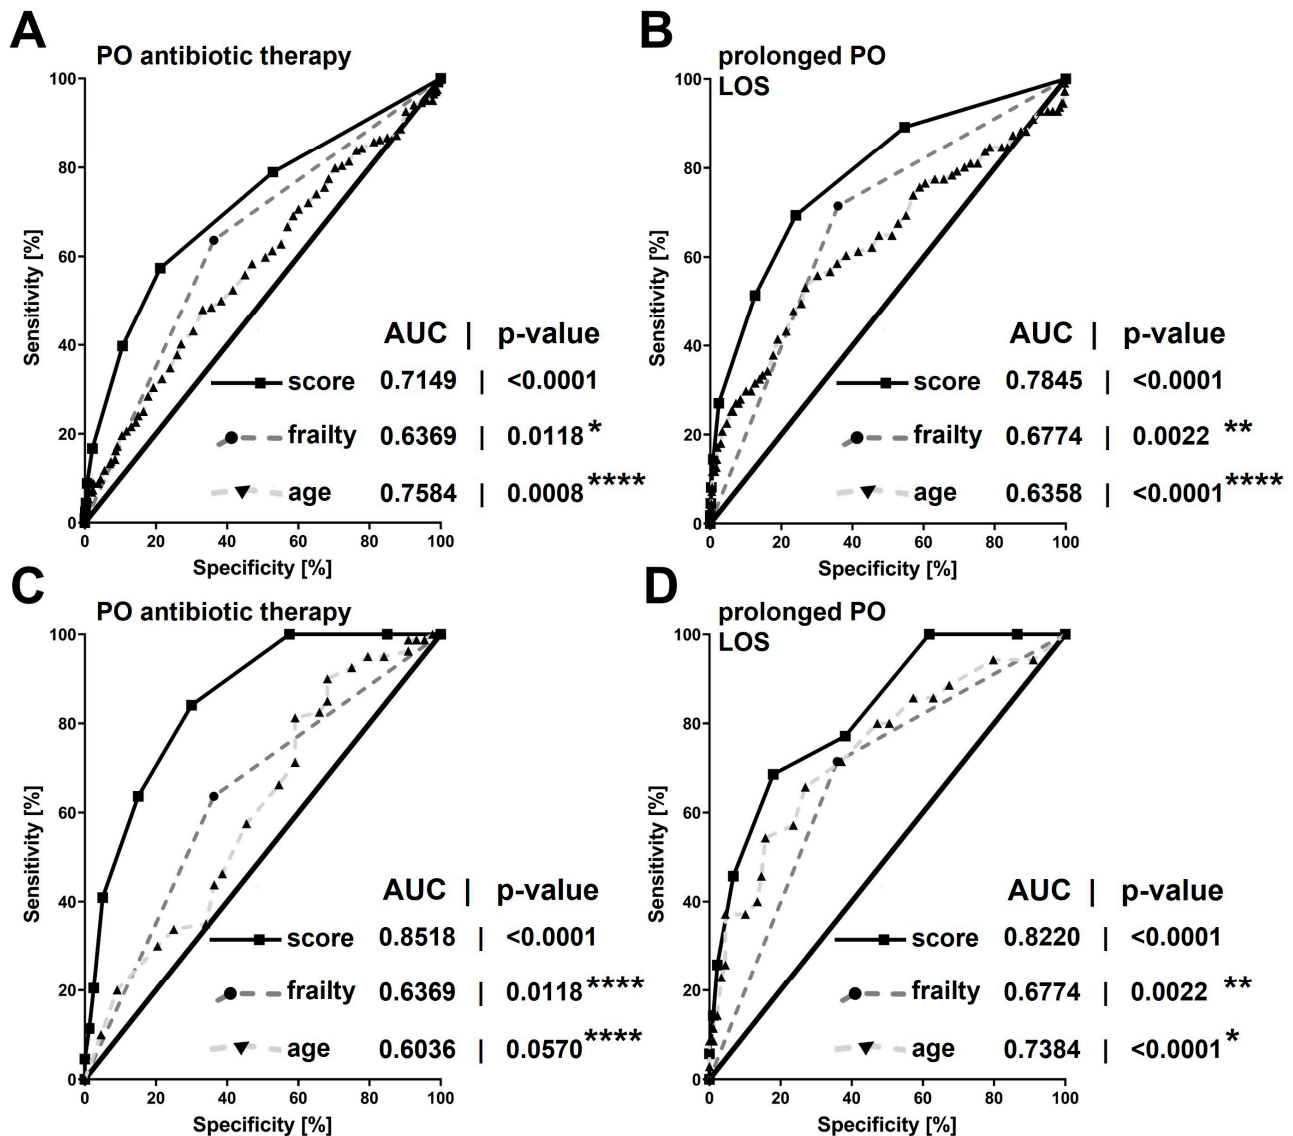 A
PO antibiotic therapy
100
80
60
40
20
0
Sensitivity [%]
AUC | p-value
score 0.7149 | <0.0001
frailty 0.6369 | 0.0118 *
age 0.7584 | 0.0008 ****
0 20 40 60 80 100
Specificity [%]
B
prolonged PO
LOS
100
80
60
40
20
0
Sensitivity [%]
AUC | p-value
score 0.7845 | <0.0001
frailty 0.6774 | 0.0022 **
age 0.6358 | <0.0001 ****
0 20 40 60 80 100
Specificity [%]
C
PO antibiotic therapy
100
80
60
40
20
0
Sensitivity [%]
AUC | p-value
score 0.8518 | <0.0001
frailty 0.6369 | 0.0118 ****
age 0.6036 | 0.0570 ****
0 20 40 60 80 100
Specificity [%]
D
prolonged PO
LOS
100
80
60
40
20
0
Sensitivity [%]
AUC | p-value
score 0.8220 | <0.0001
frailty 0.6774 | 0.0022 **
age 0.7384 | <0.0001 *
0 20 40 60 80 100
Specificity [%]